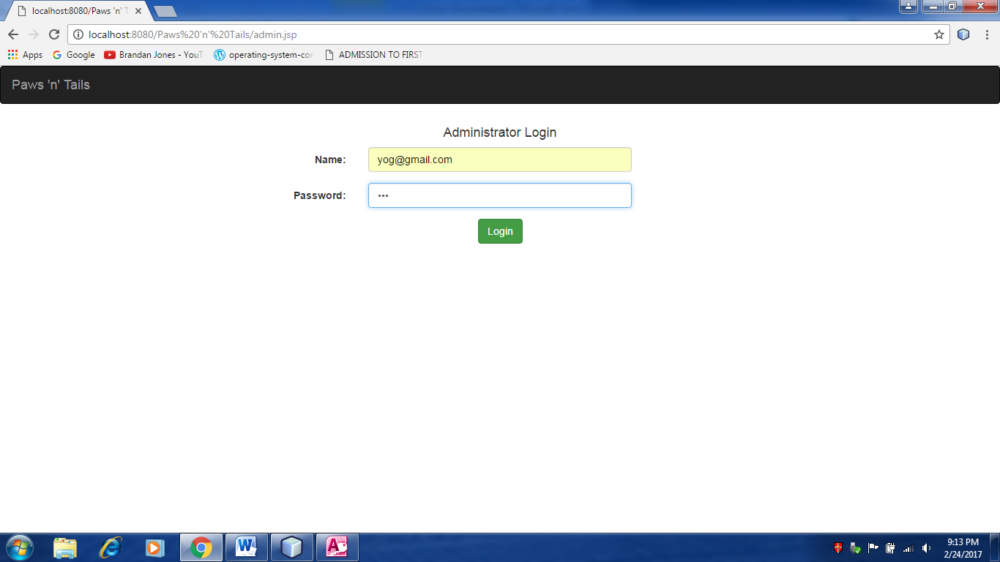 localhost:8080/Paws 'n' T
localhost:8080/Paws%20'n'%20Tails/admin.jsp
Apps Google Brandan Jones - YouT operating-system-con ADMISSION TO FIRST
Paws 'n' Tails
Administrator Login
Name: yog@gmail.com
Password: •••
Login
9:13 PM
2/24/2017